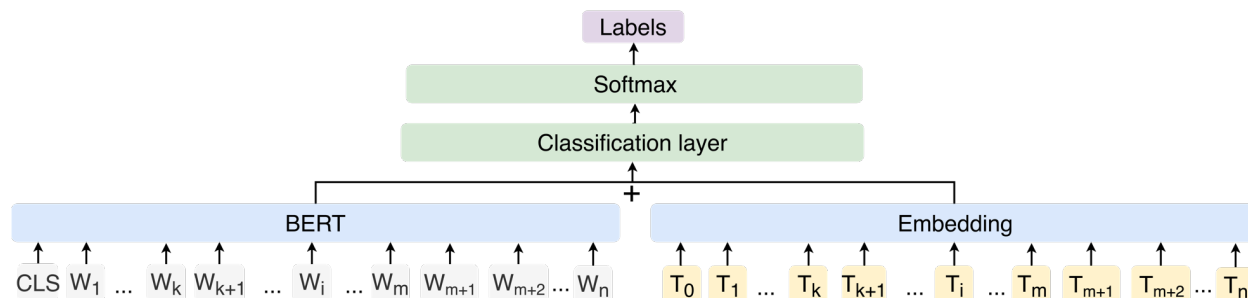 Labels
Softmax
Classification layer
+
BERT Embedding
CLS W1 ... Wk Wk+1 ... Wi ... Wm Wm+1 Wm+2 ... Wn T0 T1 ... Tk Tk+1 ... Ti ... Tm Tm+1 Tm+2 ... Tn